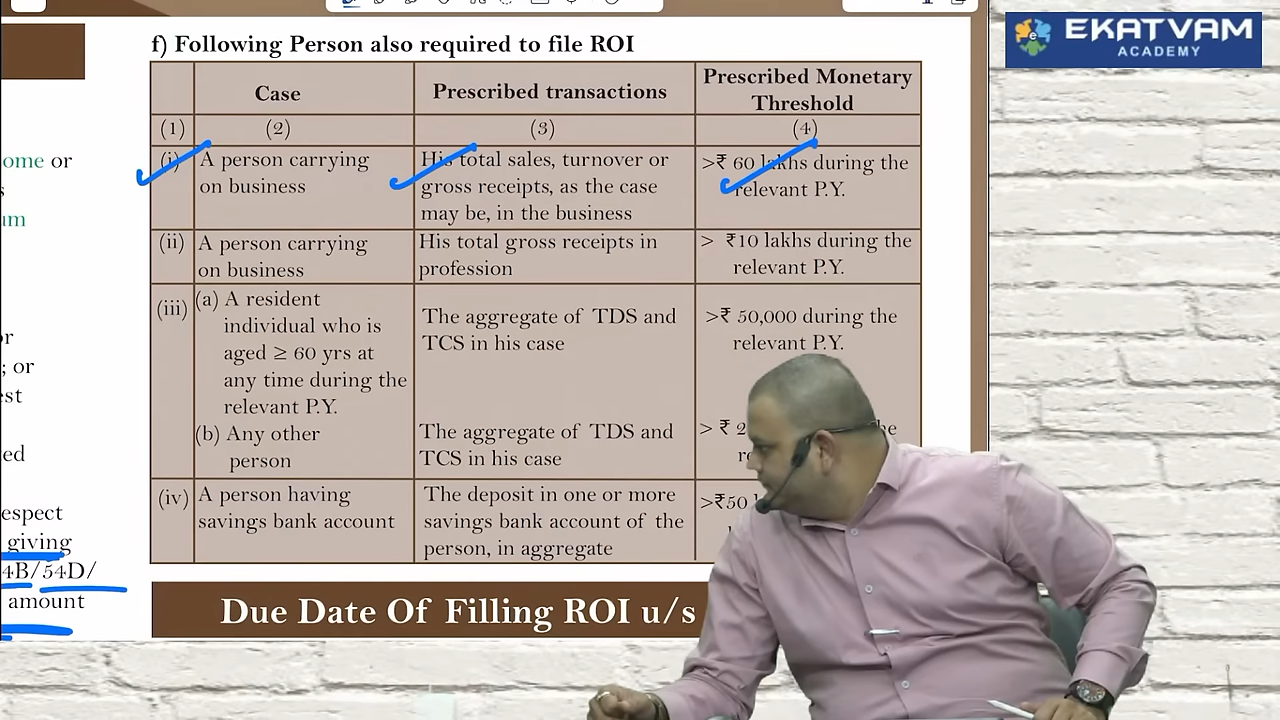 EKATVAM
ACADEMY
ome or
um
; or
est
ed
espect
giving
4B/54D/
amount
f) Following Person also required to file ROI
Case
Prescribed transactions
Prescribed Monetary
Threshold
(1)
(2)
(3)
(4)
(i)
A person carrying
on business
His total sales, turnover or
gross receipts, as the case
may be, in the business
>₹ 60 lakhs during the
relevant P.Y.
(ii)
A person carrying
on business
His total gross receipts in
profession
> ₹10 lakhs during the
relevant P.Y.
(iii)
(a) A resident
individual who is
aged ≥ 60 yrs at
any time during the
relevant P.Y.
The aggregate of TDS and
TCS in his case
>₹ 50,000 during the
relevant P.Y.
(b) Any other
person
The aggregate of TDS and
TCS in his case
> ₹ 2
(iv)
A person having
savings bank account
The deposit in one or more
savings bank account of the
person, in aggregate
>₹50
Due Date Of Filling ROI u/s